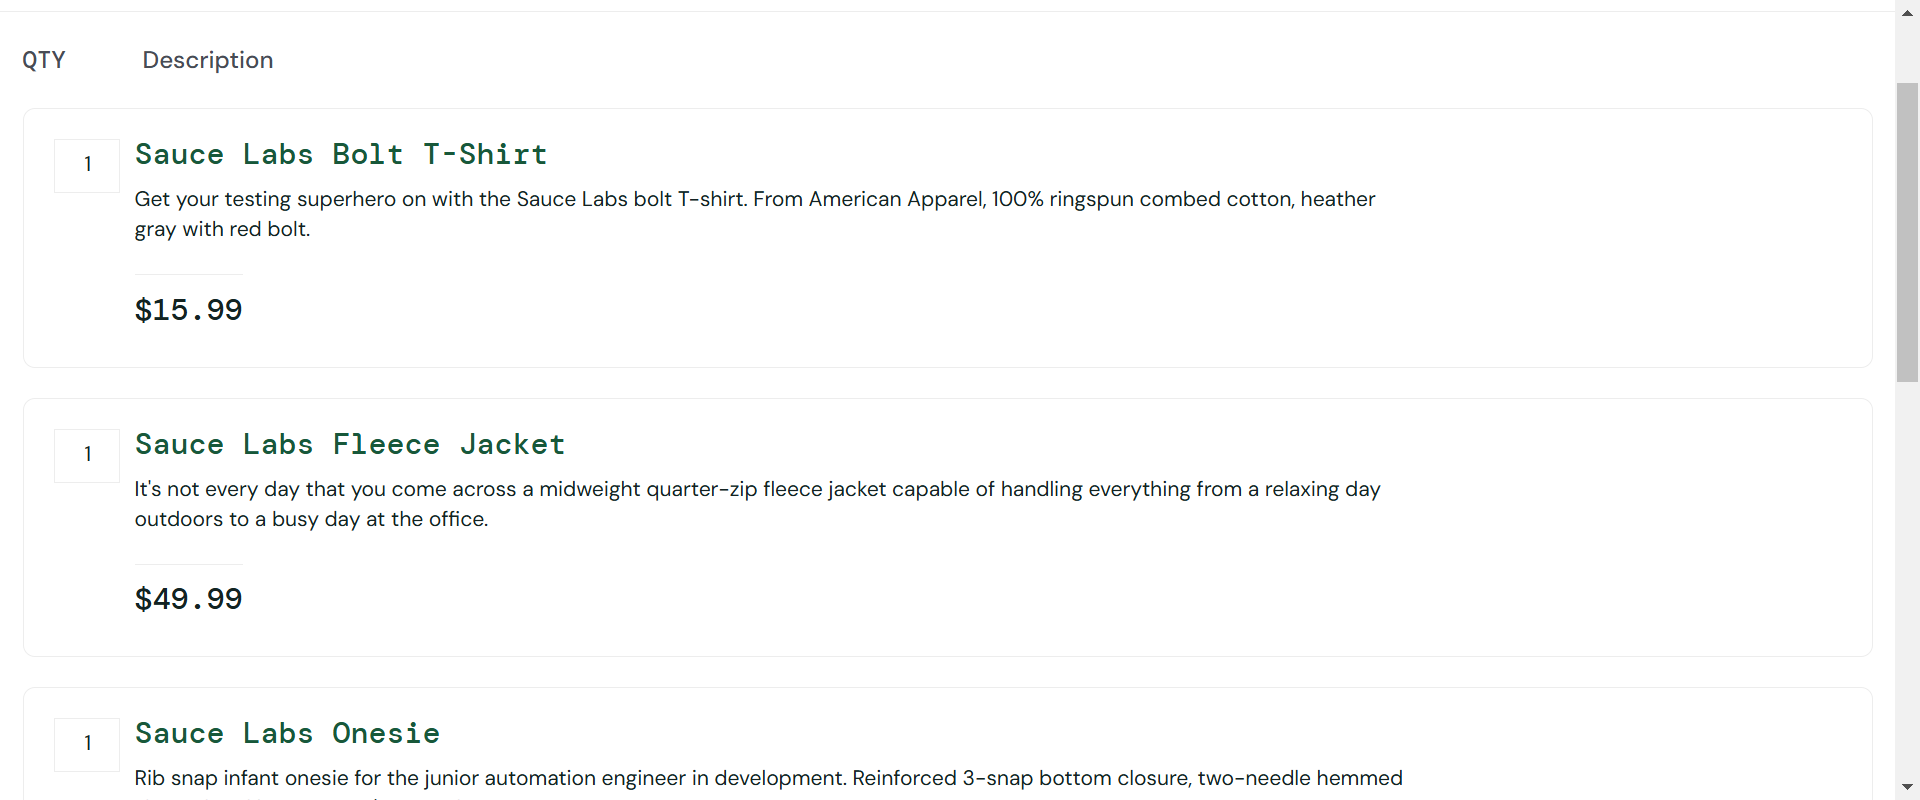 QTY Description
1 Sauce Labs Bolt T-Shirt
Get your testing superhero on with the Sauce Labs bolt T-shirt. From American Apparel, 100% ringspun combed cotton, heather
gray with red bolt.
$15.99
1 Sauce Labs Fleece Jacket
It's not every day that you come across a midweight quarter-zip fleece jacket capable of handling everything from a relaxing day
outdoors to a busy day at the office.
$49.99
1 Sauce Labs Onesie
Rib snap infant onesie for the junior automation engineer in development. Reinforced 3-snap bottom closure, two-needle hemmed